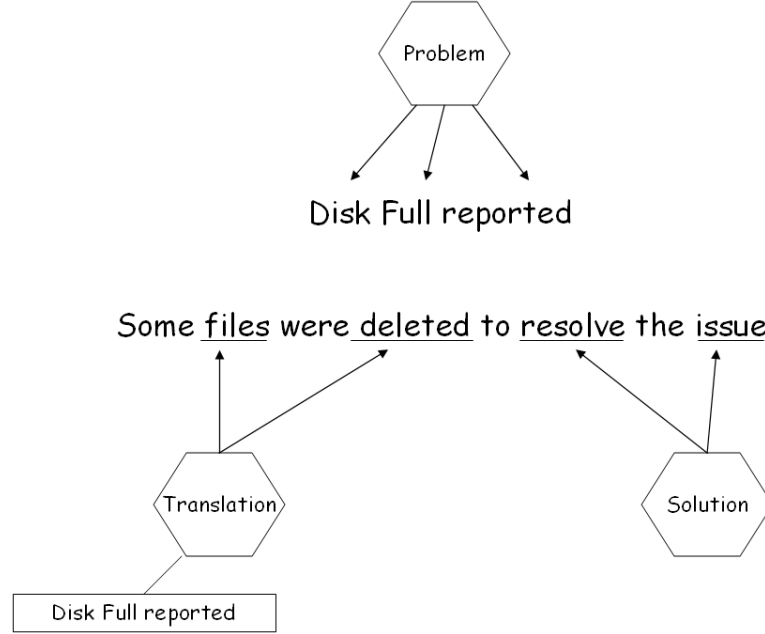 Problem
Disk Full reported
Some files were deleted to resolve the issue
Translation
Solution
Disk Full reported